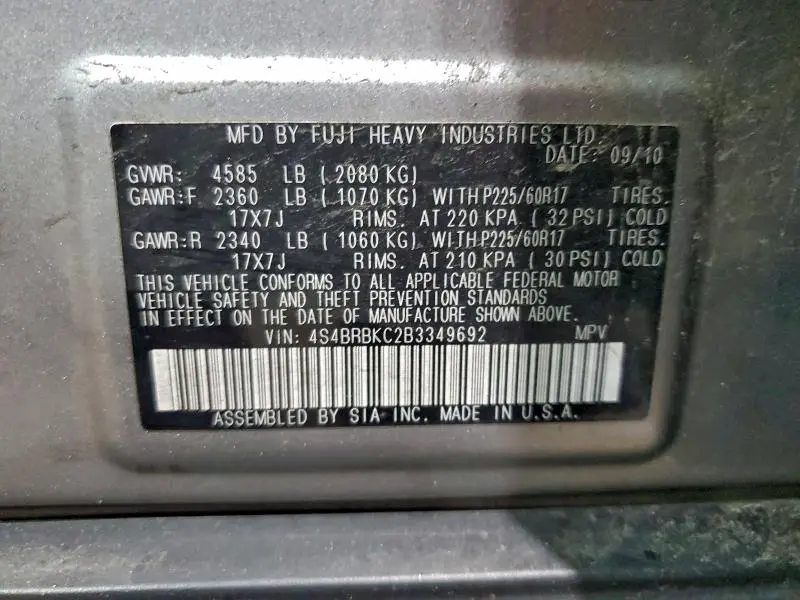 MFD BY FUJI HEAVY INDUSTRIES LTD.
DATE: 09/10
GVWR: 4585 LB ( 2080 KG)
GAWR:F 2360 LB ( 1070 KG) WITH P225/60R17 TIRES.
17X7J RIMS. AT 220 KPA ( 32 PSI) COLD
GAWR:R 2340 LB ( 1060 KG) WITH P225/60R17 TIRES.
17X7J RIMS. AT 210 KPA ( 30 PSI) COLD
THIS VEHICLE CONFORMS TO ALL APPLICABLE FEDERAL MOTOR
VEHICLE SAFETY AND THEFT PREVENTION STANDARDS
IN EFFECT ON THE DATE OF MANUFACTURE SHOWN ABOVE.
VIN: 4S4BRBKC2B3349692 MPV
ASSEMBLED BY SIA INC. MADE IN U.S.A.